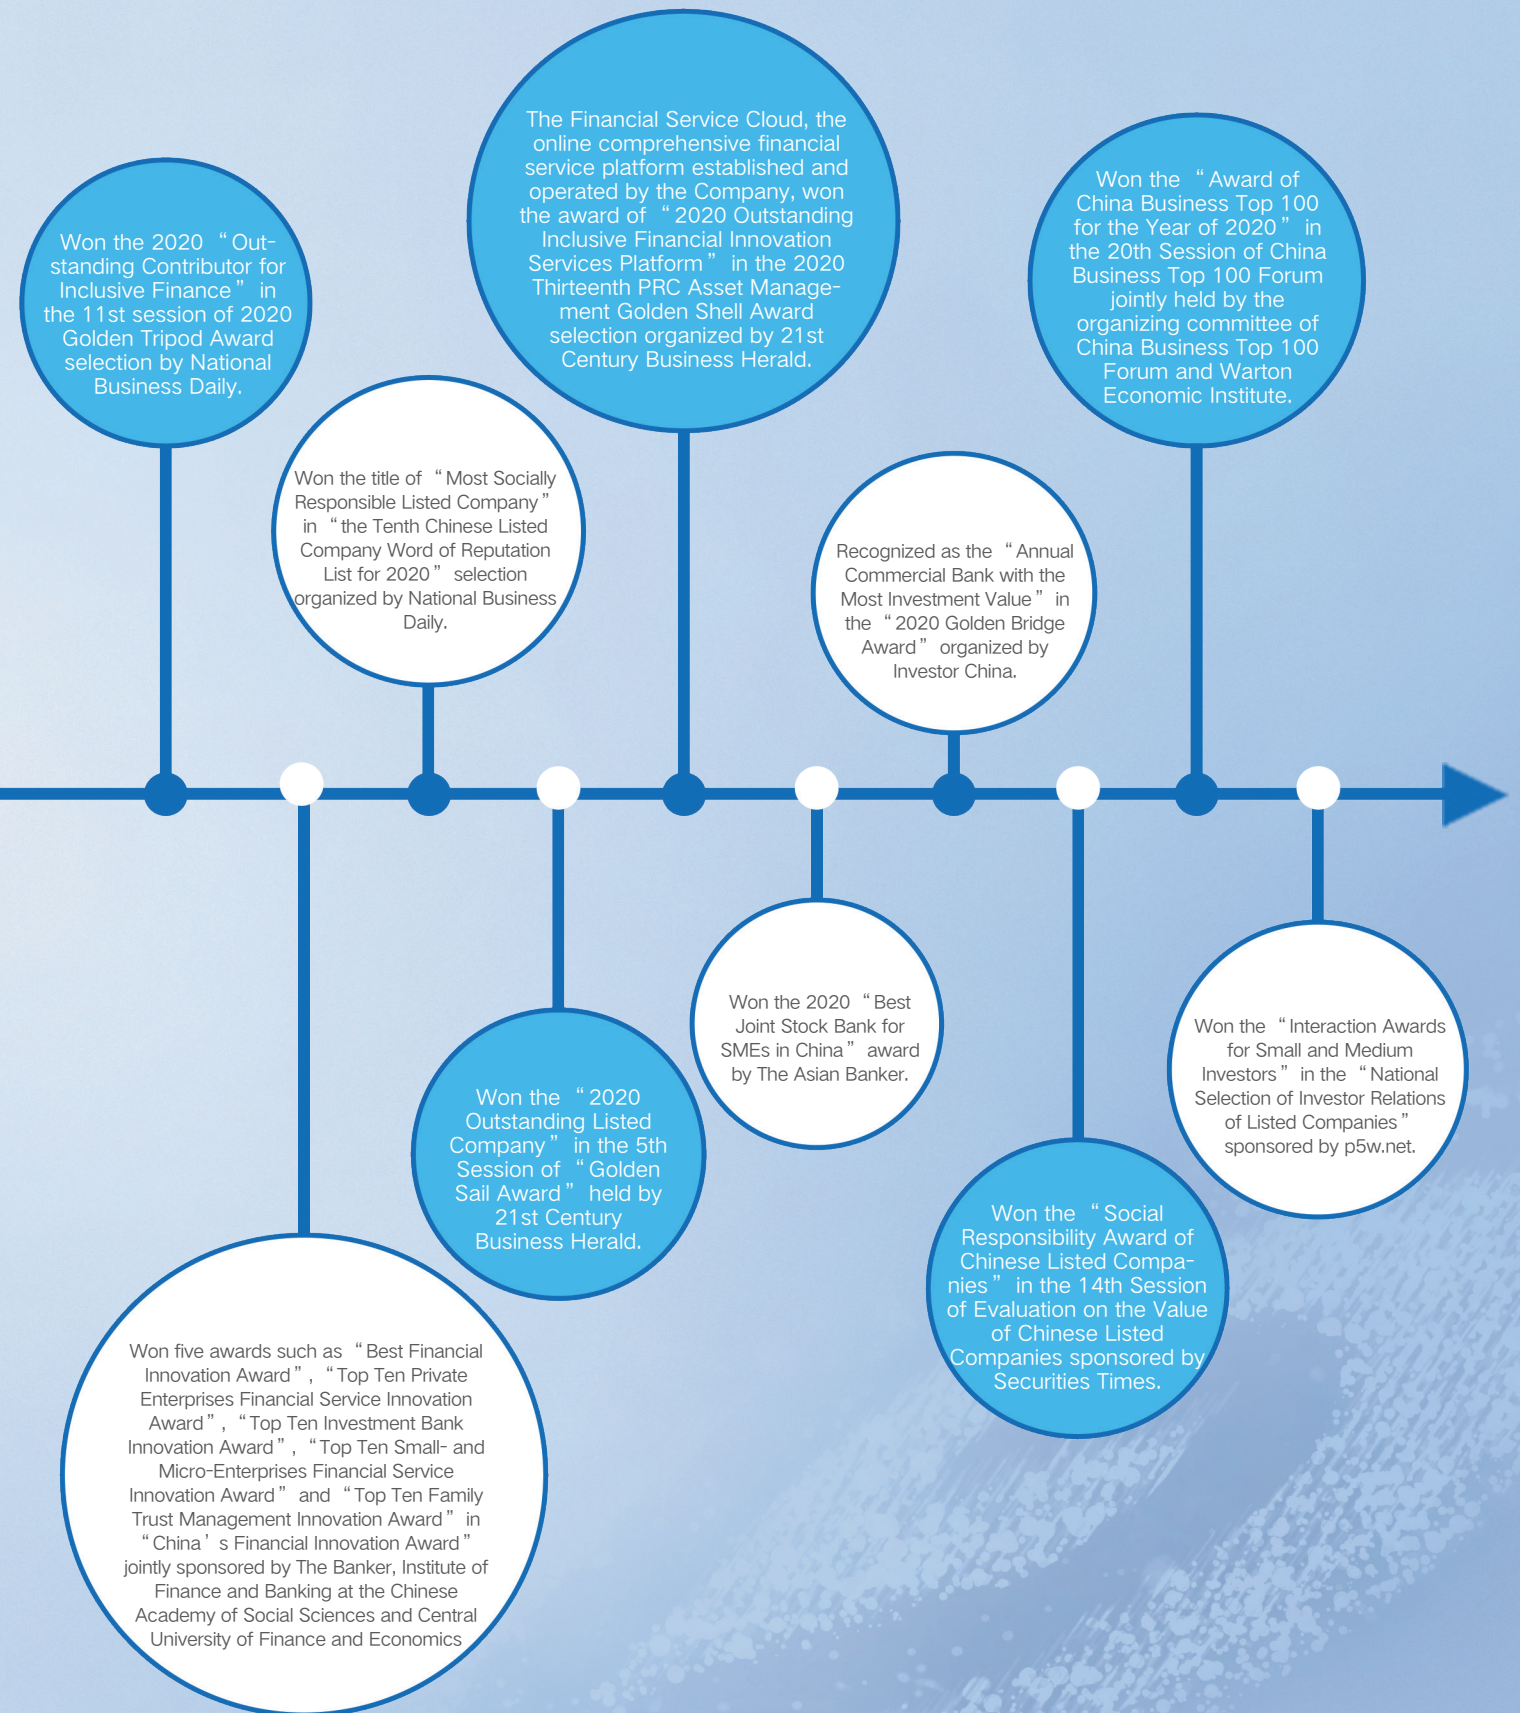 Won the 2020 “Out-
standing Contributor for
Inclusive Finance” in
the 11st session of 2020
Golden Tripod Award
selection by National
Business Daily.
Won five awards such as “Best Financial
Innovation Award”, “Top Ten Private
Enterprises Financial Service Innovation
Award”, “Top Ten Investment Bank
Innovation Award”, “Top Ten Small- and
Micro-Enterprises Financial Service
Innovation Award” and “Top Ten Family
Trust Management Innovation Award” in
“China’s Financial Innovation Award”
jointly sponsored by The Banker, Institute of
Finance and Banking at the Chinese
Academy of Social Sciences and Central
University of Finance and Economics
Won the title of “Most Socially
Responsible Listed Company”
in “the Tenth Chinese Listed
Company Word of Reputation
List for 2020” selection
organized by National Business
Daily.
Won the “2020
Outstanding Listed
Company” in the 5th
Session of “Golden
Sail Award” held by
21st Century
Business Herald.
The Financial Service Cloud, the
online comprehensive financial
service platform established and
operated by the Company, won
the award of “2020 Outstanding
Inclusive Financial Innovation
Services Platform” in the 2020
Thirteenth PRC Asset Manage-
ment Golden Shell Award
selection organized by 21st
Century Business Herald.
Won the 2020 “Best
Joint Stock Bank for
SMEs in China” award
by The Asian Banker.
Recognized as the “Annual
Commercial Bank with the
Most Investment Value” in
the “2020 Golden Bridge
Award” organized by
Investor China.
Won the “Social
Responsibility Award of
Chinese Listed Compa-
nies” in the 14th Session
of Evaluation on the Value
of Chinese Listed
Companies sponsored by
Securities Times.
Won the “Award of
China Business Top 100
for the Year of 2020” in
the 20th Session of China
Business Top 100 Forum
jointly held by the
organizing committee of
China Business Top 100
Forum and Warton
Economic Institute.
Won the “Interaction Awards
for Small and Medium
Investors” in the “National
Selection of Investor Relations
of Listed Companies”
sponsored by p5w.net.